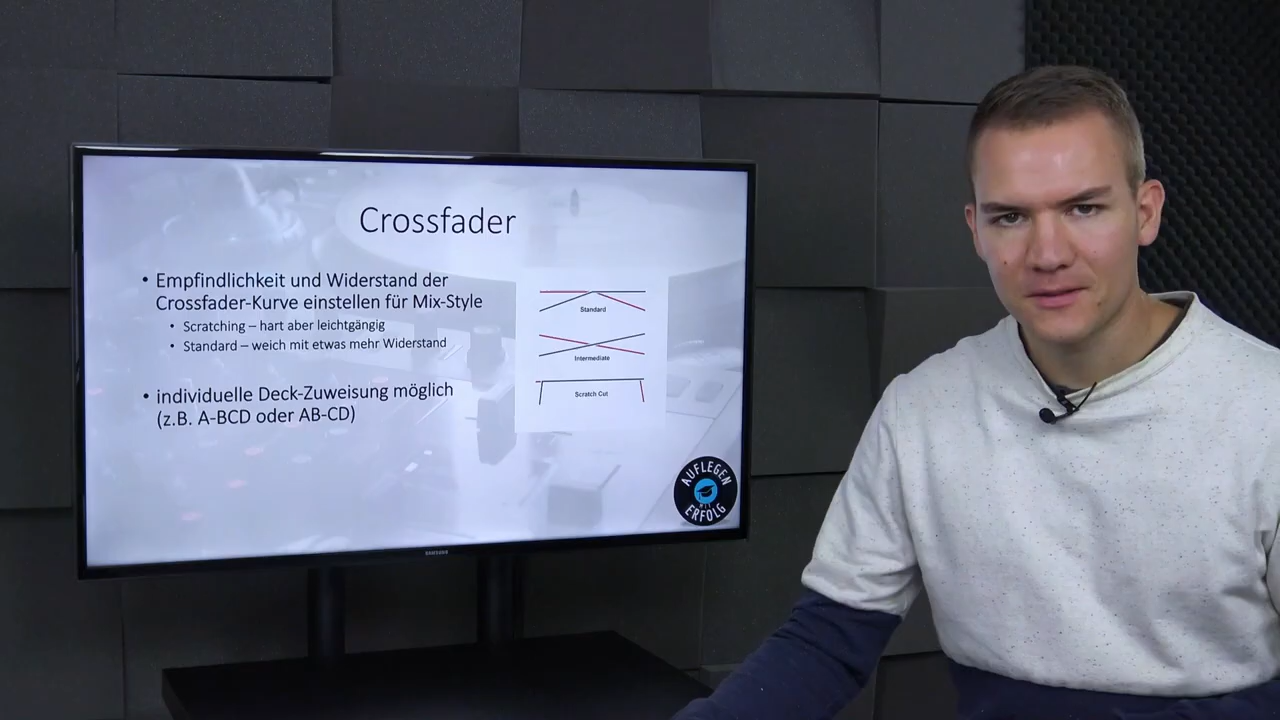 Crossfader
• Empfindlichkeit und Widerstand der
Crossfader-Kurve einstellen für Mix-Style
• Scratching – hart aber leichtgängig
• Standard – weich mit etwas mehr Widerstand
• individuelle Deck-Zuweisung möglich
(z.B. A-BCD oder AB-CD)
Standard
Intermediate
Scratch Cut
AUFLEGEN
MIT
ERFOLG
SAMSUNG